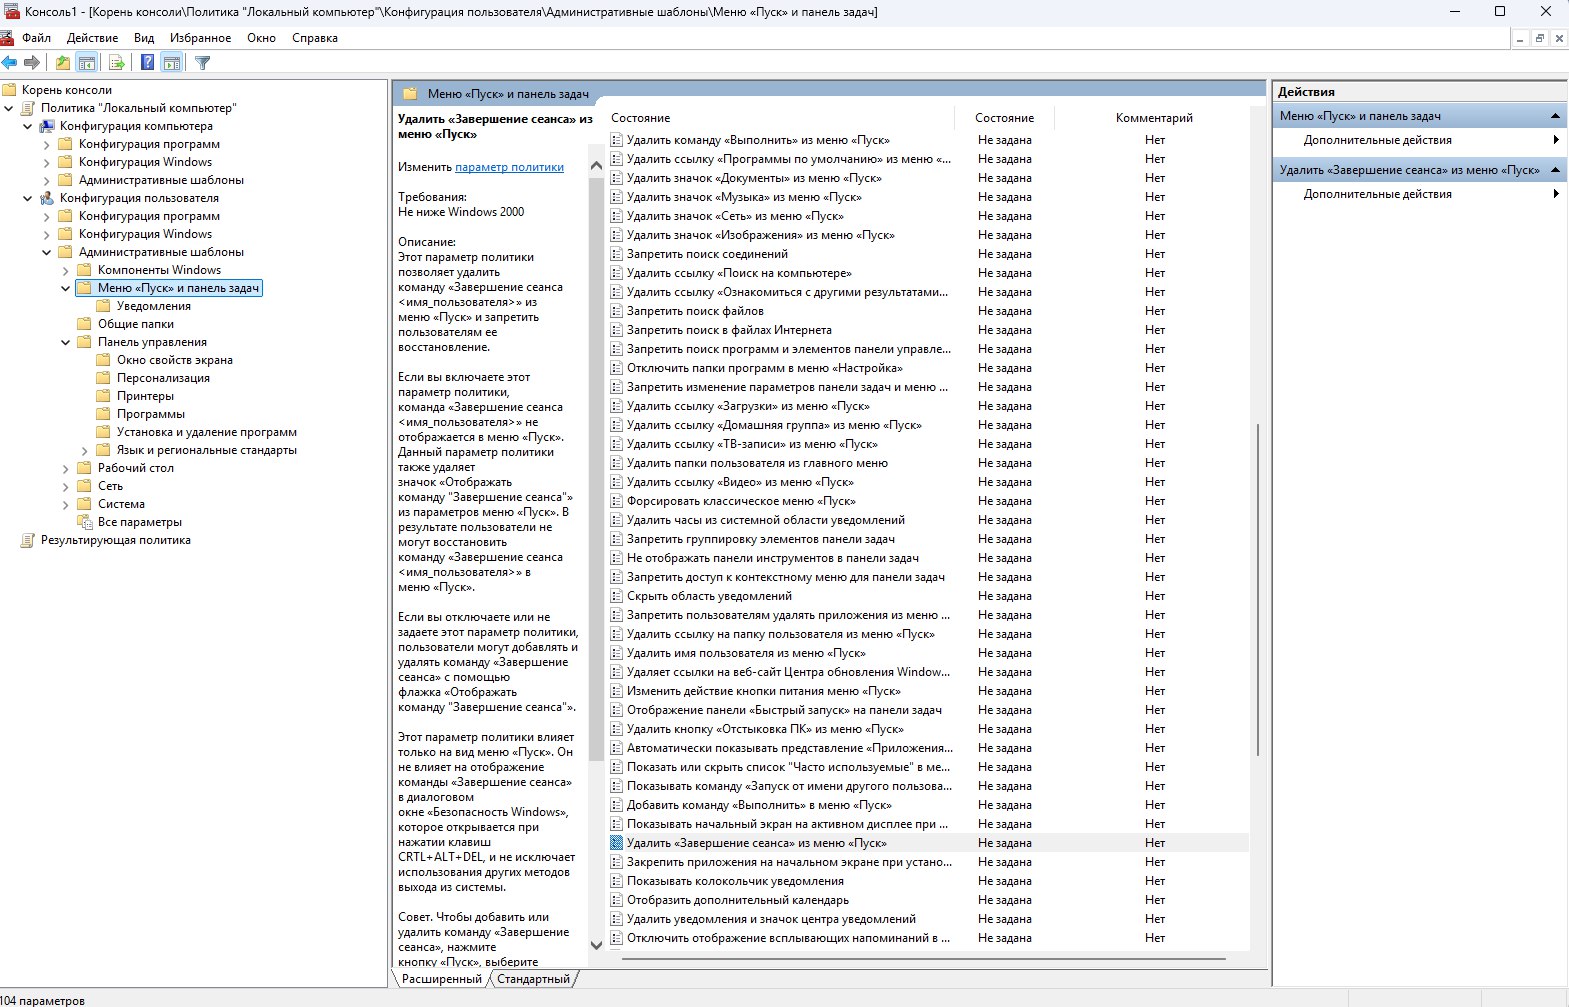 Консоль1 - [Корень консоли\Политика "Локальный компьютер"\Конфигурация пользователя\Административные шаблоны\Меню «Пуск» и панель задач]
Файл Действие Вид Избранное Окно Справка
Корень консоли
Политика "Локальный компьютер"
Конфигурация компьютера
Конфигурация программ
Конфигурация Windows
Административные шаблоны
Конфигурация пользователя
Конфигурация программ
Конфигурация Windows
Административные шаблоны
Компоненты Windows
Меню «Пуск» и панель задач
Уведомления
Общие папки
Панель управления
Окно свойств экрана
Персонализация
Принтеры
Программы
Установка и удаление программ
Язык и региональные стандарты
Рабочий стол
Сеть
Система
Все параметры
Результирующая политика
Меню «Пуск» и панель задач
Удалить «Завершение сеанса» из
меню «Пуск»
Изменить параметр политики
Требования:
Не ниже Windows 2000
Описание:
Этот параметр политики
позволяет удалить
команду «Завершение сеанса
<имя_пользователя>» из
меню «Пуск» и запретить
пользователям ее
восстановление.
Если вы включаете этот
параметр политики,
команда «Завершение сеанса
<имя_пользователя>» не
отображается в меню «Пуск».
Данный параметр политики
также удаляет
значок «Отображать
команду "Завершение сеанса"»
из параметров меню «Пуск». В
результате пользователи не
могут восстановить
команду «Завершение сеанса
<имя_пользователя>» в
меню «Пуск».
Если вы отключаете или не
задаете этот параметр политики,
пользователи могут добавлять и
удалять команду «Завершение
сеанса» с помощью
флажка «Отображать
команду "Завершение сеанса"».
Этот параметр политики влияет
только на вид меню «Пуск». Он
не влияет на отображение
команды «Завершение сеанса»
в диалоговом
окне «Безопасность Windows»,
которое открывается при
нажатии клавиш
CRTL+ALT+DEL, и не исключает
использования других методов
выхода из системы.
Совет. Чтобы добавить или
удалить команду «Завершение
сеанса», нажмите
кнопку «Пуск», выберите
Состояние Состояние Комментарий
Удалить команду «Выполнить» из меню «Пуск» Не задана Нет
Удалить ссылку «Программы по умолчанию» из меню «... Не задана Нет
Удалить значок «Документы» из меню «Пуск» Не задана Нет
Удалить значок «Музыка» из меню «Пуск» Не задана Нет
Удалить значок «Сеть» из меню «Пуск» Не задана Нет
Удалить значок «Изображения» из меню «Пуск» Не задана Нет
Запретить поиск соединений Не задана Нет
Удалить ссылку «Поиск на компьютере» Не задана Нет
Удалить ссылку «Ознакомиться с другими результатами... Не задана Нет
Запретить поиск файлов Не задана Нет
Запретить поиск в файлах Интернета Не задана Нет
Запретить поиск программ и элементов панели управле... Не задана Нет
Отключить папки программ в меню «Настройка» Не задана Нет
Запретить изменение параметров панели задач и меню ... Не задана Нет
Удалить ссылку «Загрузки» из меню «Пуск» Не задана Нет
Удалить ссылку «Домашняя группа» из меню «Пуск» Не задана Нет
Удалить ссылку «ТВ-записи» из меню «Пуск» Не задана Нет
Удалить папки пользователя из главного меню Не задана Нет
Удалить ссылку «Видео» из меню «Пуск» Не задана Нет
Форсировать классическое меню «Пуск» Не задана Нет
Удалить часы из системной области уведомлений Не задана Нет
Запретить группировку элементов панели задач Не задана Нет
Не отображать панели инструментов в панели задач Не задана Нет
Запретить доступ к контекстному меню для панели задач Не задана Нет
Скрыть область уведомлений Не задана Нет
Запретить пользователям удалять приложения из меню ... Не задана Нет
Удалить ссылку на папку пользователя из меню «Пуск» Не задана Нет
Удалить имя пользователя из меню «Пуск» Не задана Нет
Удаляет ссылки на веб-сайт Центра обновления Window... Не задана Нет
Изменить действие кнопки питания меню «Пуск» Не задана Нет
Отображение панели «Быстрый запуск» на панели задач Не задана Нет
Удалить кнопку «Отстыковка ПК» из меню «Пуск» Не задана Нет
Автоматически показывать представление «Приложения... Не задана Нет
Показать или скрыть список "Часто используемые" в ме... Не задана Нет
Показывать команду «Запуск от имени другого пользова... Не задана Нет
Добавить команду «Выполнить» в меню «Пуск» Не задана Нет
Показывать начальный экран на активном дисплее при ... Не задана Нет
Удалить «Завершение сеанса» из меню «Пуск» Не задана Нет
Закрепить приложения на начальном экране при устано... Не задана Нет
Показывать колокольчик уведомления Не задана Нет
Отобразить дополнительный календарь Не задана Нет
Удалить уведомления и значок центра уведомлений Не задана Нет
Отключить отображение всплывающих напоминаний в ... Не задана Нет
Расширенный Стандартный
Действия
Меню «Пуск» и панель задач
Дополнительные действия
Удалить «Завершение сеанса» из меню «Пуск»
Дополнительные действия
104 параметров